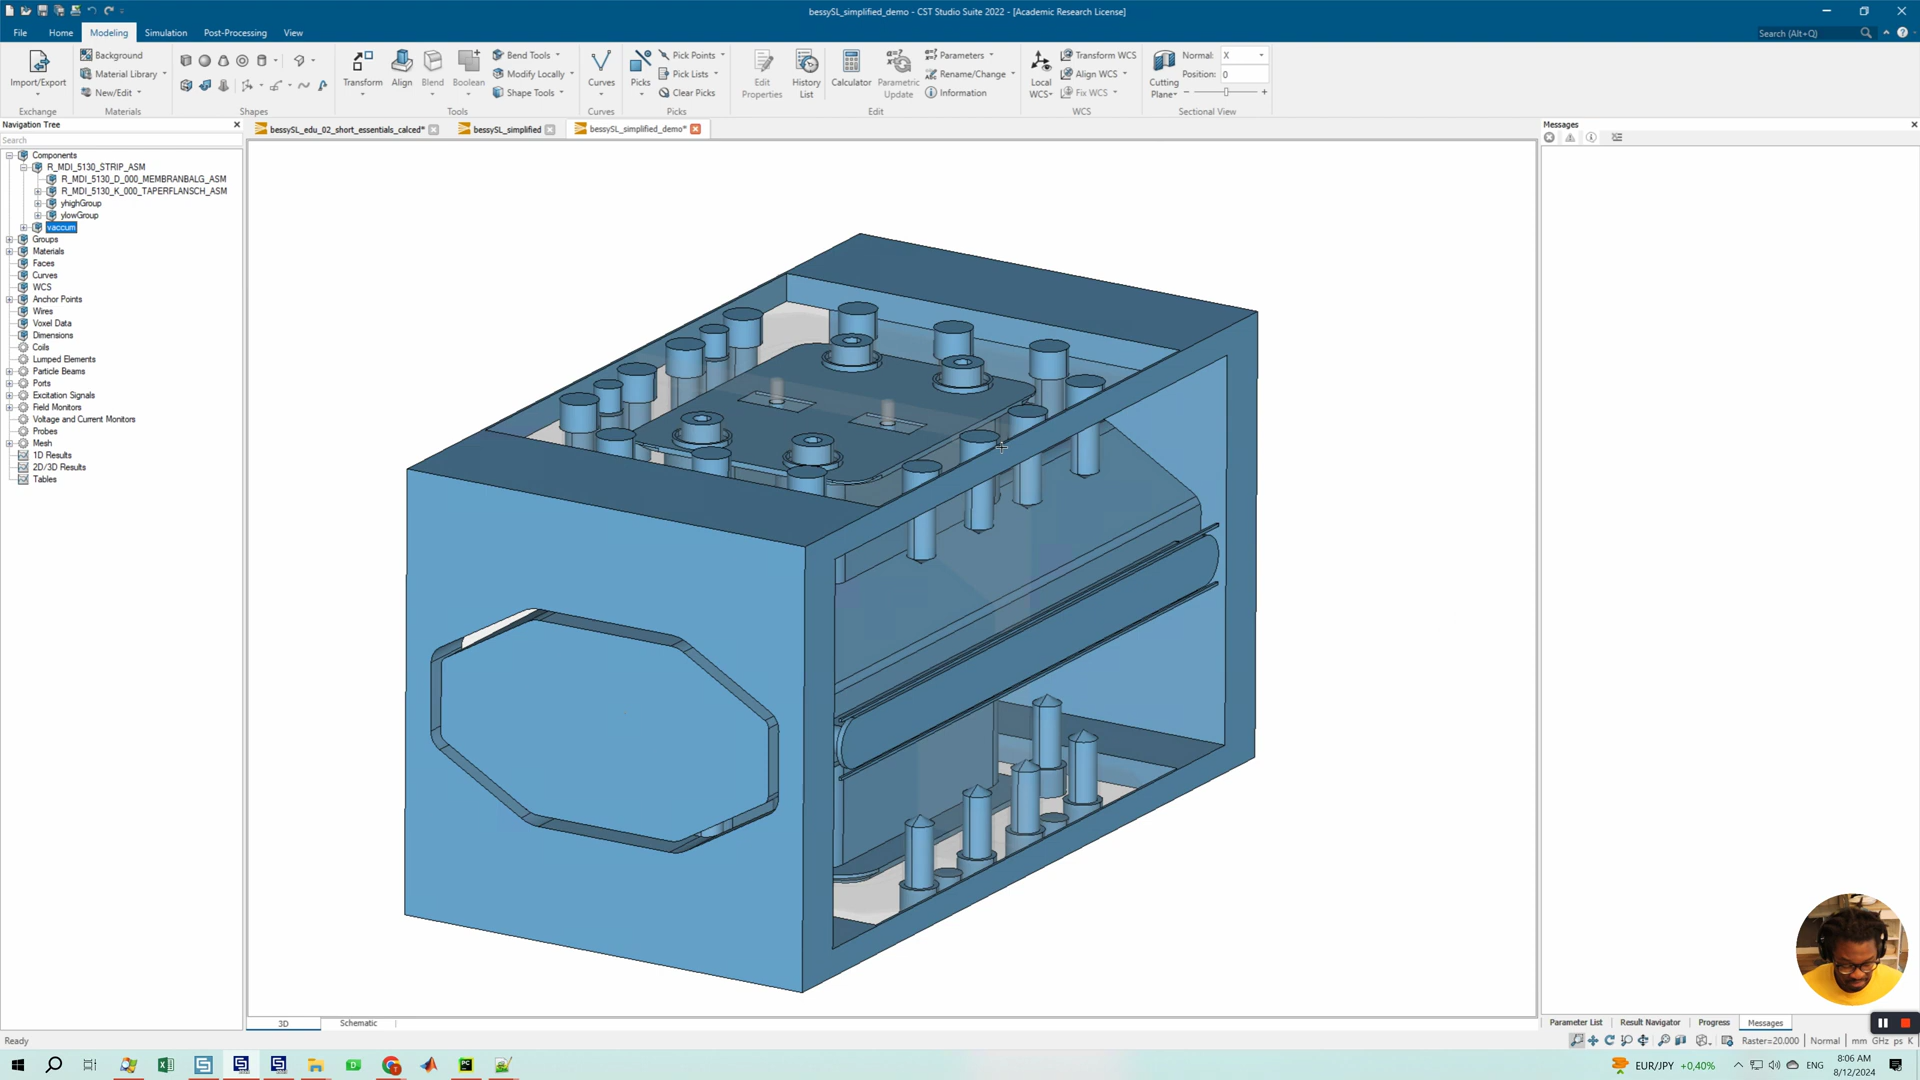 bessySL_simplified_demo - CST Studio Suite 2022 - [Academic Research License]
File
Home
Modeling
Simulation
Post-Processing
View
Search (Alt+Q)
Import/Export
Exchange
Background
Material Library
New/Edit
Materials
Shapes
Transform
Align
Blend
Boolean
Bend Tools
Modify Locally
Shape Tools
Tools
Curves
Curves
Picks
Pick Points
Pick Lists
Clear Picks
Picks
Edit Properties
History List
Calculator
Parametric Update
Parameters
Rename/Change
Information
Edit
Local WCS
Transform WCS
Align WCS
Fix WCS
WCS
Cutting Plane
Normal: X
Position: 0
Sectional View
Navigation Tree
bessySL_edu_02_short_essentials_calced*
bessySL_simplified
bessySL_simplified_demo*
Messages
Search
Components
R_MDI_5130_STRIP_ASM
R_MDI_5130_D_000_MEMBRANBALG_ASM
R_MDI_5130_K_000_TAPERFLANSCH_ASM
yhighGroup
ylowGroup
vaccum
Groups
Materials
Faces
Curves
WCS
Anchor Points
Wires
Voxel Data
Dimensions
Coils
Lumped Elements
Particle Beams
Ports
Excitation Signals
Field Monitors
Voltage and Current Monitors
Probes
Mesh
1D Results
2D/3D Results
Tables
3D
Schematic
Parameter List
Result Navigator
Progress
Messages
Ready
Raster=20.000
Normal
mm GHz ps K
EUR/JPY +0,40%
ENG
8:06 AM
8/12/2024